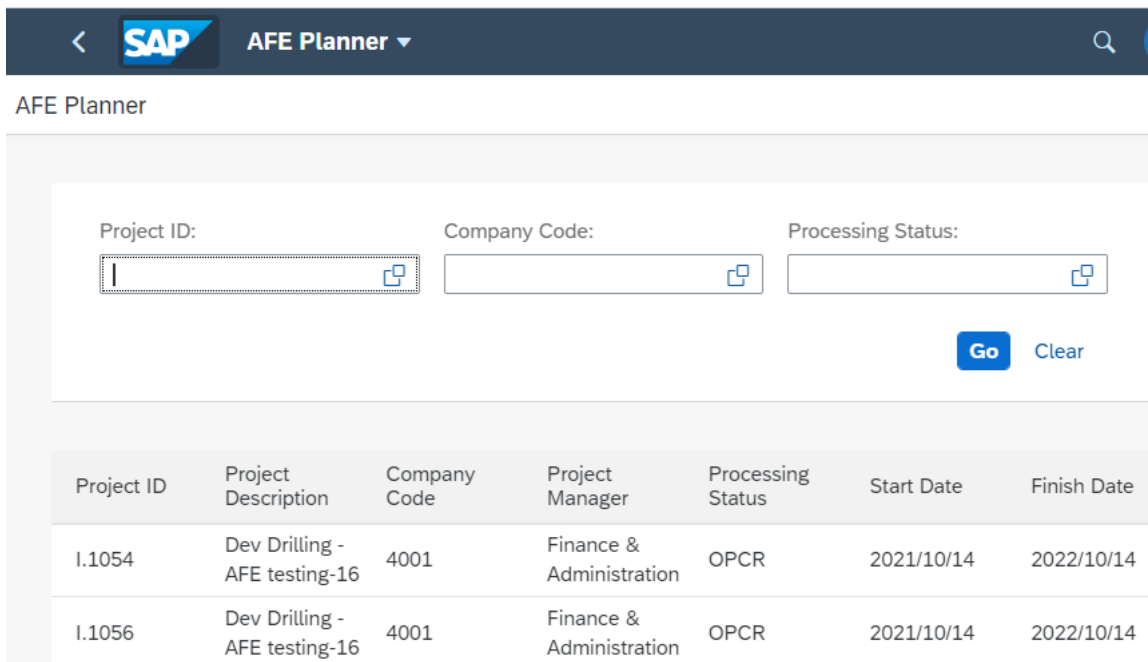 SAP AFE Planner
AFE Planner
Project ID: Company Code: Processing Status:
Go Clear
Project ID Project Description Company Code Project Manager Processing Status Start Date Finish Date
I.1054 Dev Drilling - AFE testing-16 4001 Finance & Administration OPCR 2021/10/14 2022/10/14
I.1056 Dev Drilling - AFE testing-16 4001 Finance & Administration OPCR 2021/10/14 2022/10/14